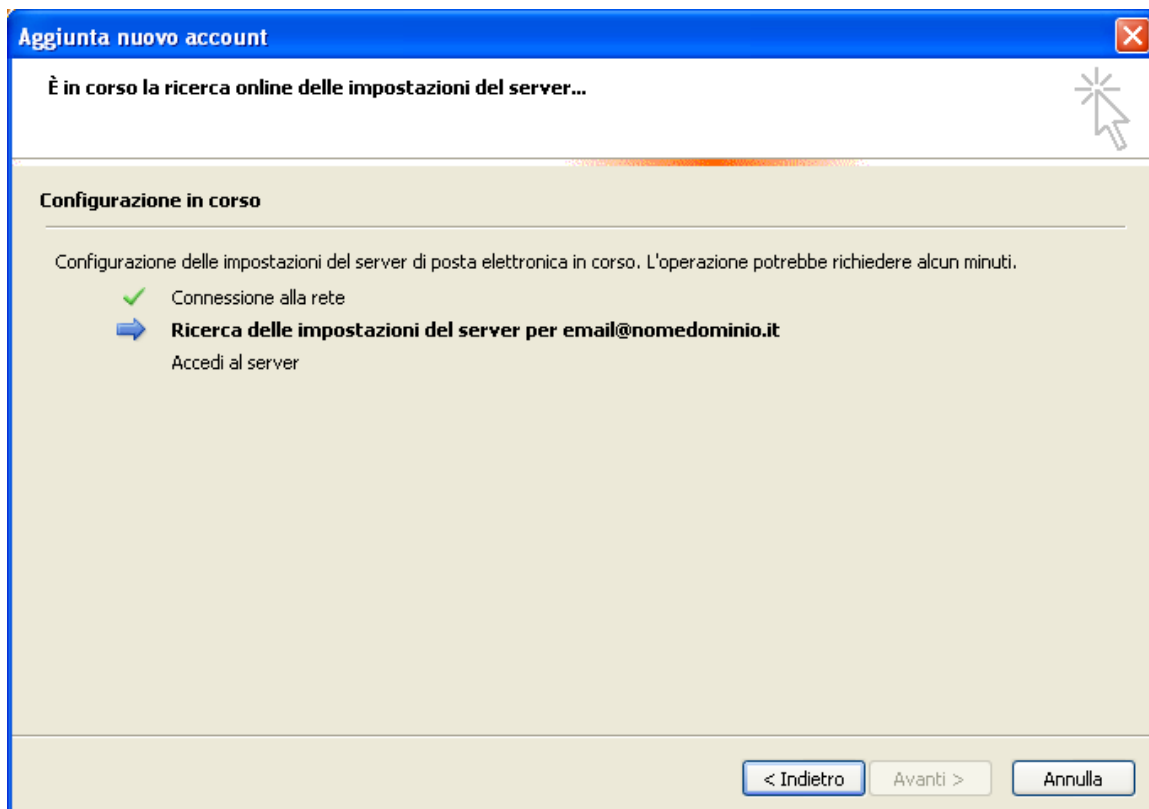 Aggiunta nuovo account
È in corso la ricerca online delle impostazioni del server...
Configurazione in corso
Configurazione delle impostazioni del server di posta elettronica in corso. L'operazione potrebbe richiedere alcun minuti.
Connessione alla rete
Ricerca delle impostazioni del server per email@nomedominio.it
Accedi al server
< Indietro Avanti > Annulla